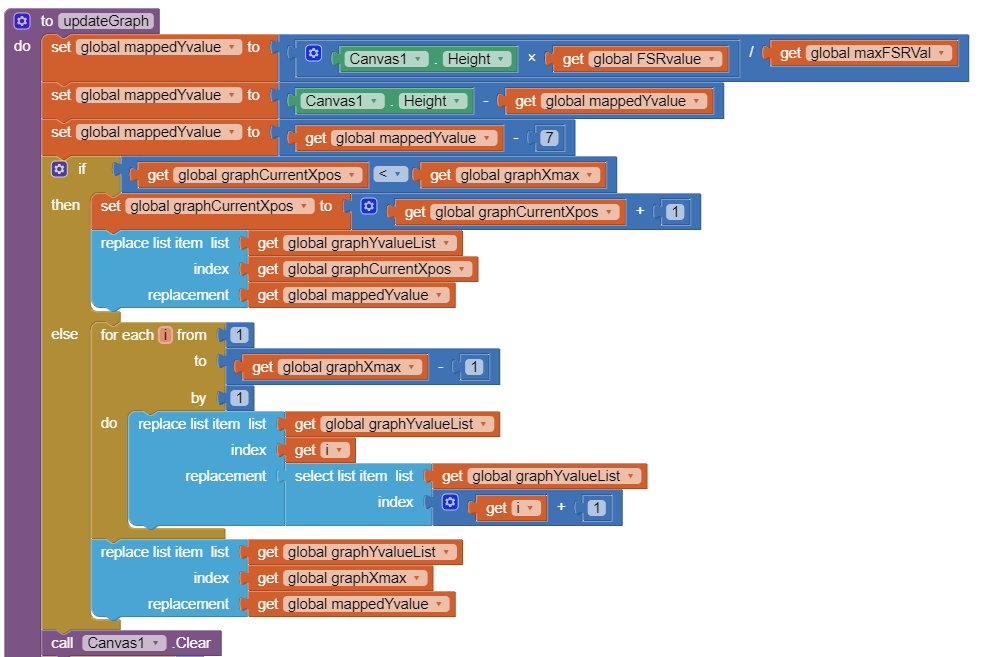 to updateGraph
do set global mappedYvalue to Canvas1 . Height × get global FSRvalue / get global maxFSRVal
set global mappedYvalue to Canvas1 . Height - get global mappedYvalue
set global mappedYvalue to get global mappedYvalue - 7
if get global graphCurrentXpos < get global graphXmax
then set global graphCurrentXpos to get global graphCurrentXpos + 1
replace list item list get global graphYvalueList
index get global graphCurrentXpos
replacement get global mappedYvalue
else for each i from 1
to get global graphXmax - 1
by 1
do replace list item list get global graphYvalueList
index get i
replacement select list item list get global graphYvalueList
index get i + 1
replace list item list get global graphYvalueList
index get global graphXmax
replacement get global mappedYvalue
call Canvas1 .Clear